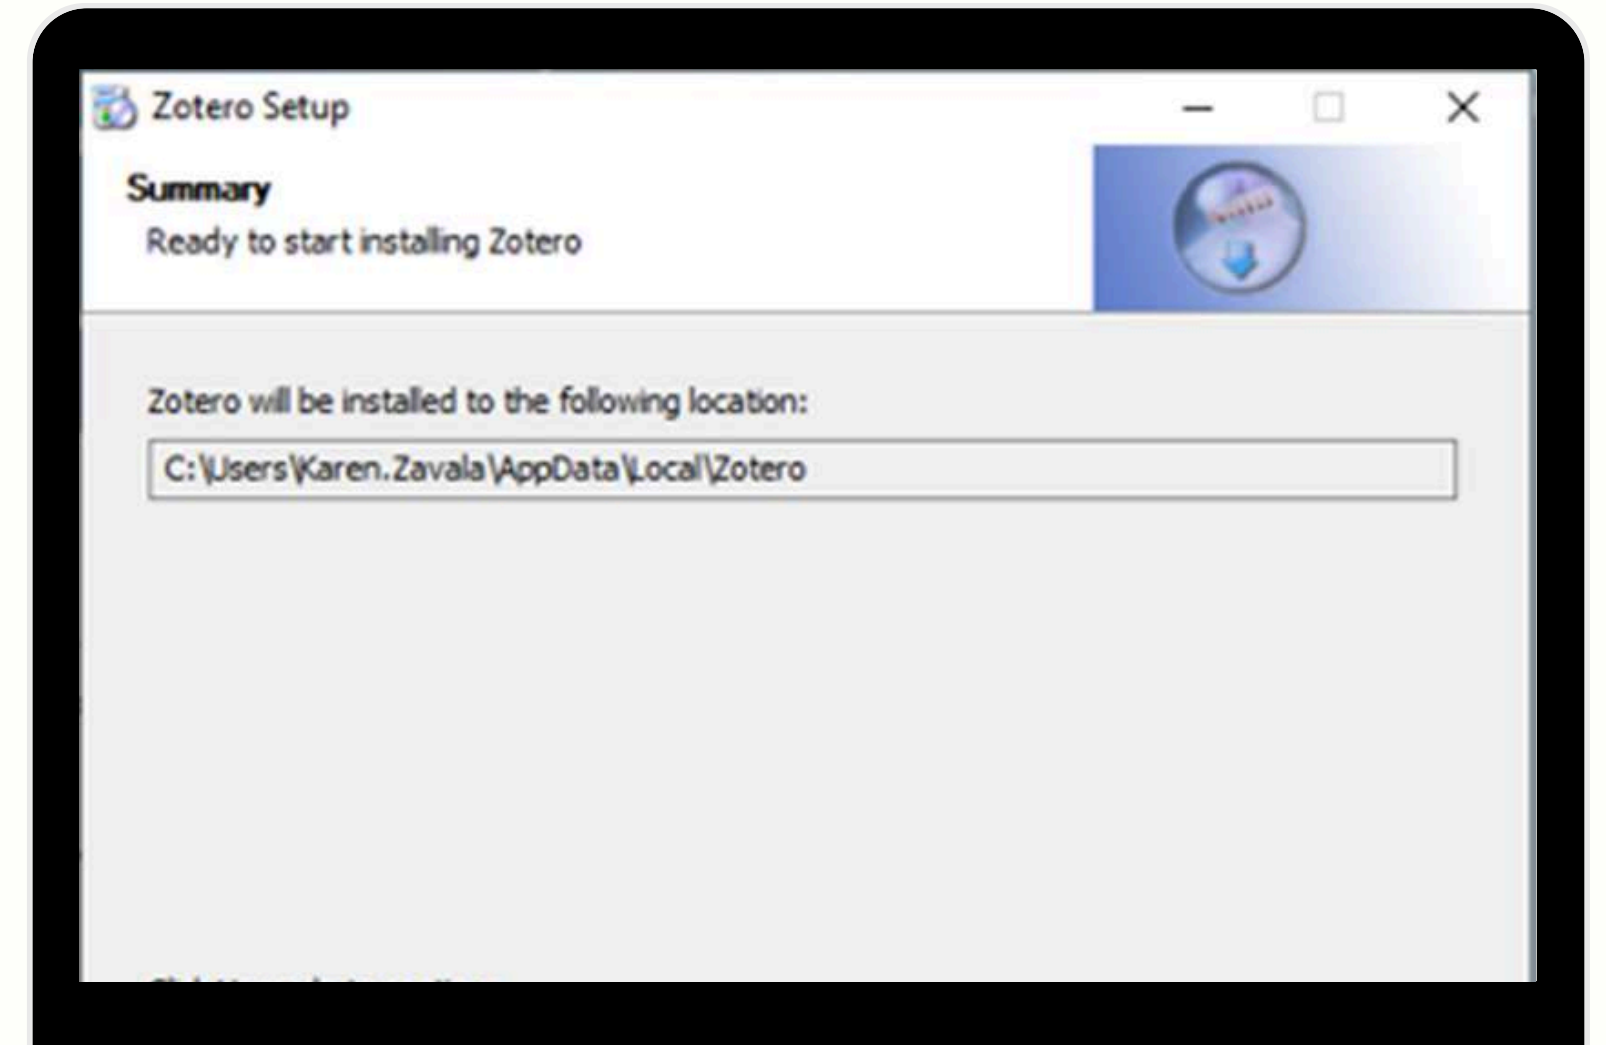 Zotero Setup
Summary
Ready to start installing Zotero
Zotero will be installed to the following location:
C:\Users\Karen.Zavala\AppData\Local\Zotero